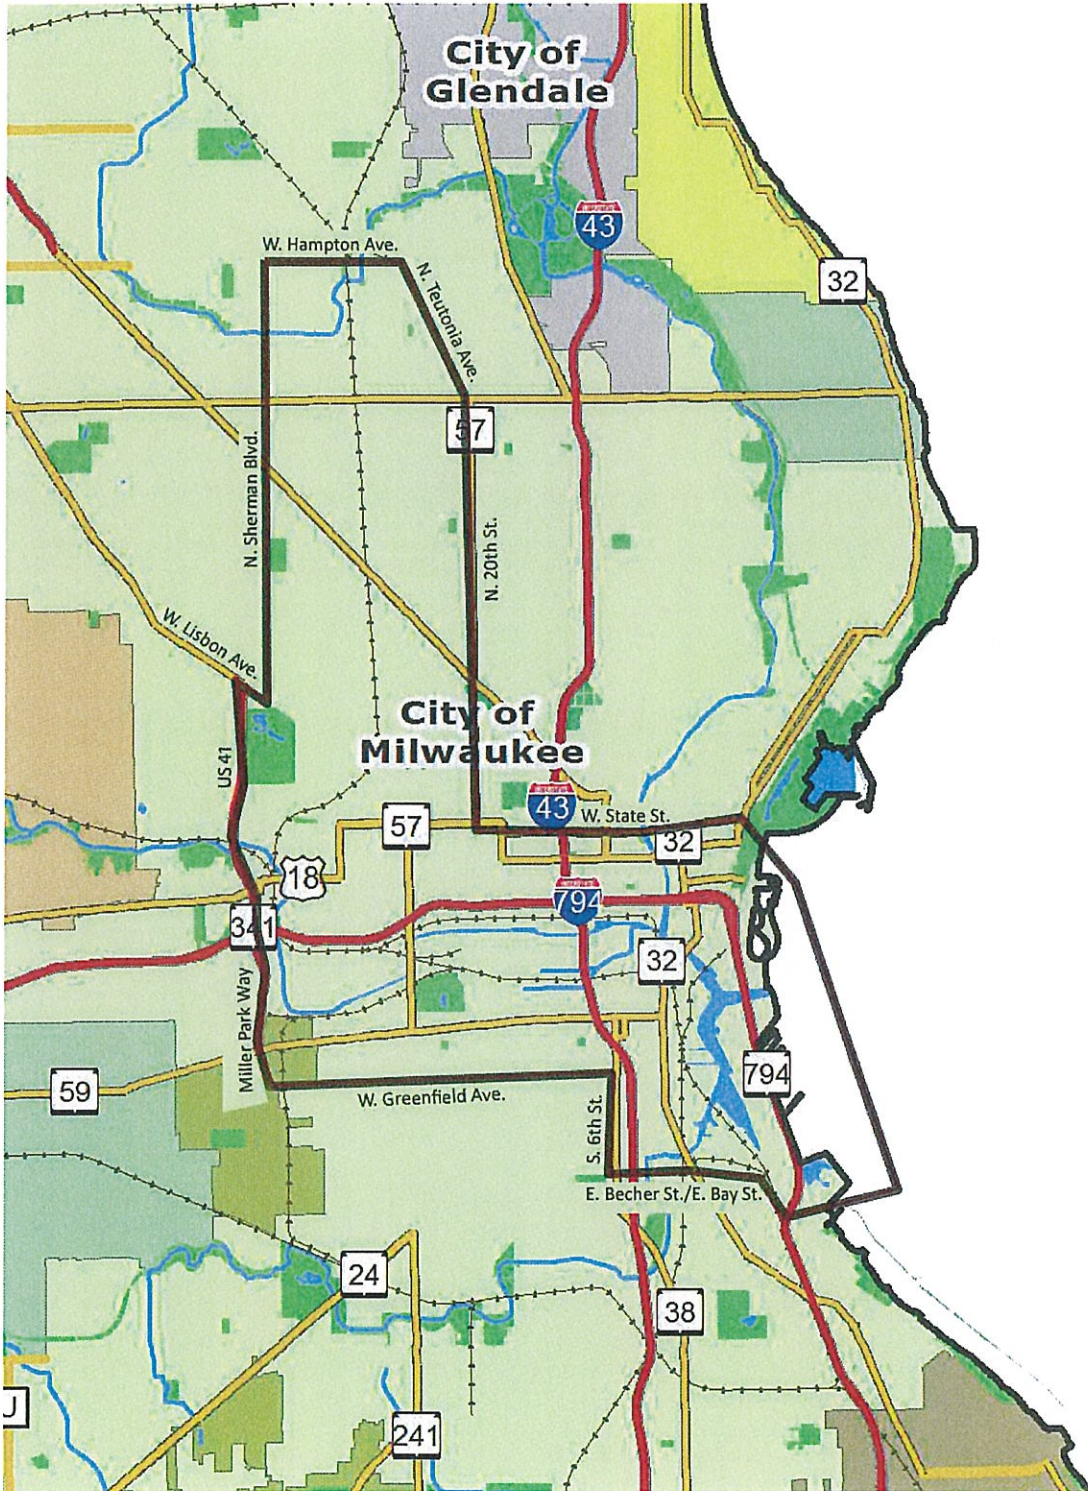 City of
Glendale
43
W. Hampton Ave.
N. Teutonia Ave.
32
57
N. Sherman Blvd.
N. 20th St.
W. Lisbon Ave.
City of
Milwaukee
US 41
43
W. State St.
57
32
18
794
341
32
Miller Park Way
794
59
W. Greenfield Ave.
S. 6th St.
E. Becher St./E. Bay St.
24
38
241